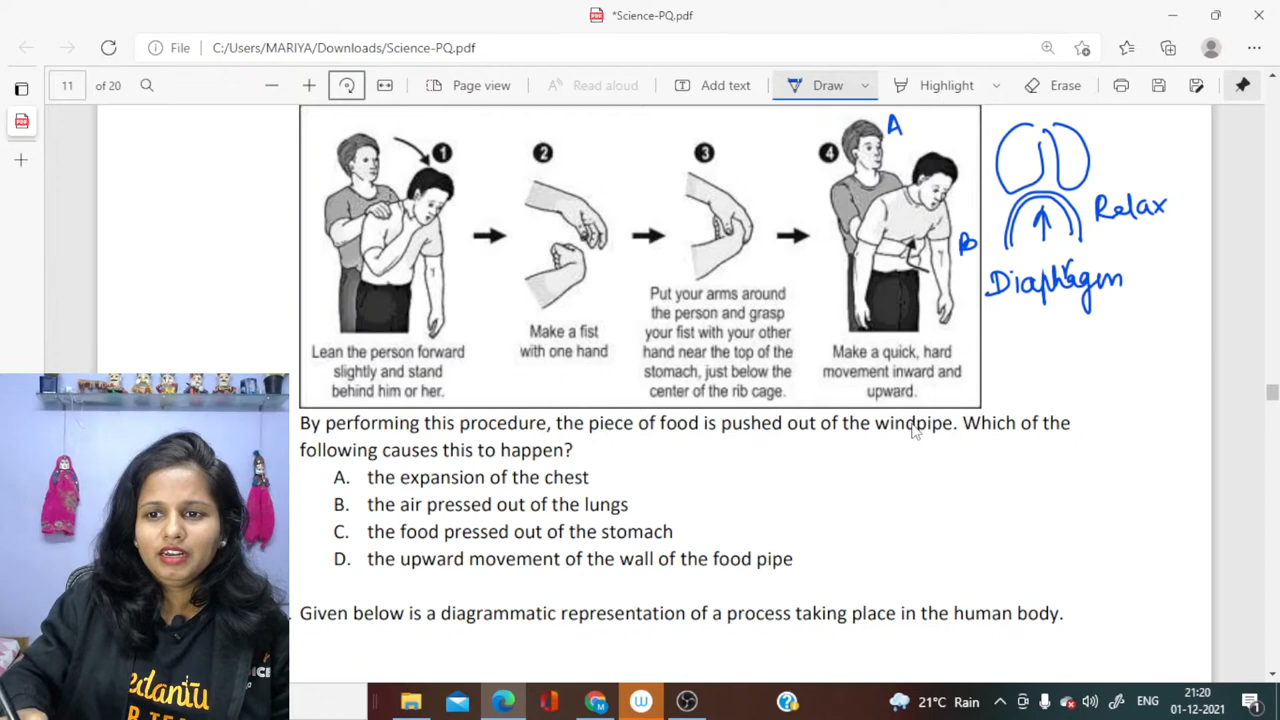 *Science-PQ.pdf
File C:/Users/MARIYA/Downloads/Science-PQ.pdf
11 of 20 Page view Read aloud Add text Draw Highlight Erase
1 2 3 4 A
Relax
B
Diaphragm
Lean the person forward
slightly and stand
behind him or her.
Make a fist
with one hand
Put your arms around
the person and grasp
your fist with your other
hand near the top of the
stomach, just below the
center of the rib cage.
Make a quick, hard
movement inward and
upward.
By performing this procedure, the piece of food is pushed out of the windpipe. Which of the
following causes this to happen?
A. the expansion of the chest
B. the air pressed out of the lungs
C. the food pressed out of the stomach
D. the upward movement of the wall of the food pipe
Given below is a diagrammatic representation of a process taking place in the human body.
21°C Rain ENG 21:20
01-12-2021